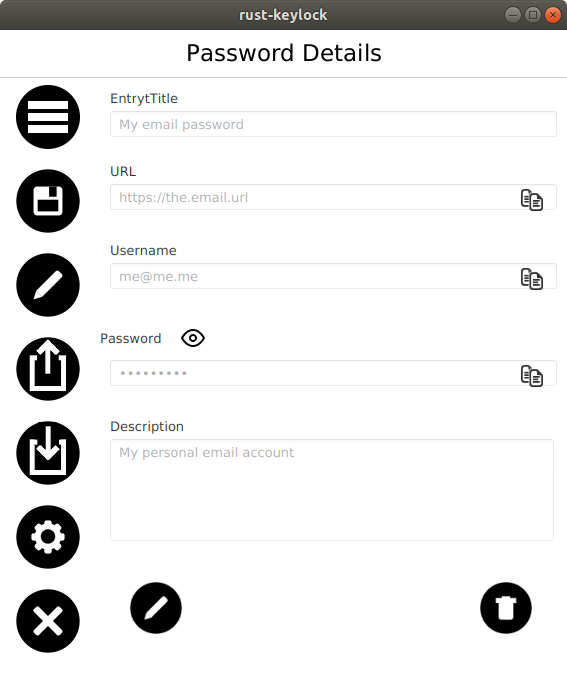 rust-keylock
Password Details
EntrytTitle
My email password
URL
https://the.email.url
Username
me@me.me
Password
•••••••••
Description
My personal email account